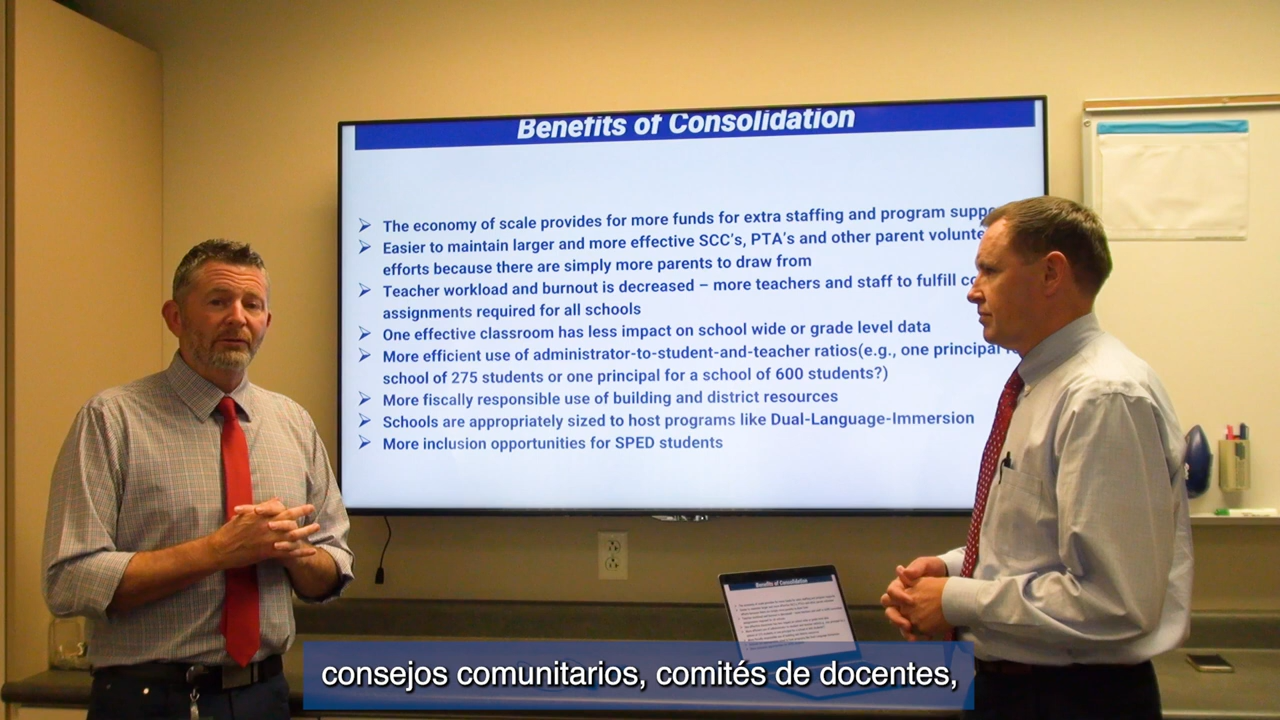 Benefits of Consolidation
The economy of scale provides for more funds for extra staffing and program
Easier to maintain larger and more effective SCC's, PTA's and other parent
efforts because there are simply more parents to draw from
Teacher workload and burnout is decreased – more teachers and staff to fulfill
assignments required for all schools
One effective classroom has less impact on school wide or grade level data
More efficient use of administrator-to-student-and-teacher ratios(e.g., one principal
school of 275 students or one principal for a school of 600 students?)
More fiscally responsible use of building and district resources
Schools are appropriately sized to host programs like Dual-Language-Immersion
More inclusion opportunities for SPED students
Benefits of Consolidation
consejos comunitarios, comités de docentes,